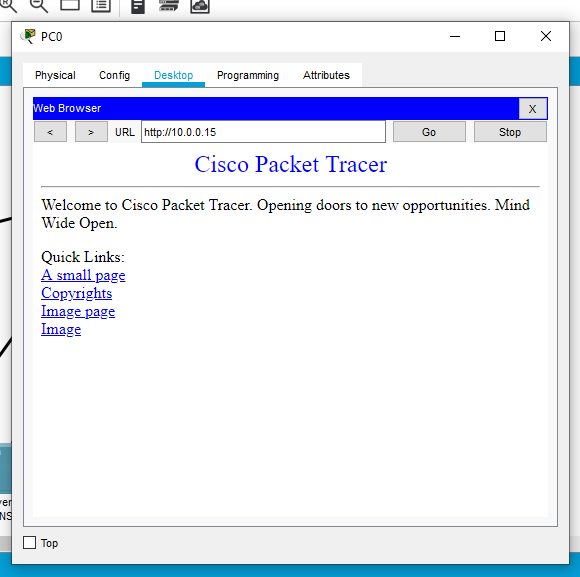 PC0
Physical Config Desktop Programming Attributes
Web Browser X
< > URL http://10.0.0.15 Go Stop
Cisco Packet Tracer
Welcome to Cisco Packet Tracer. Opening doors to new opportunities. Mind
Wide Open.
Quick Links:
A small page
Copyrights
Image page
Image
Top